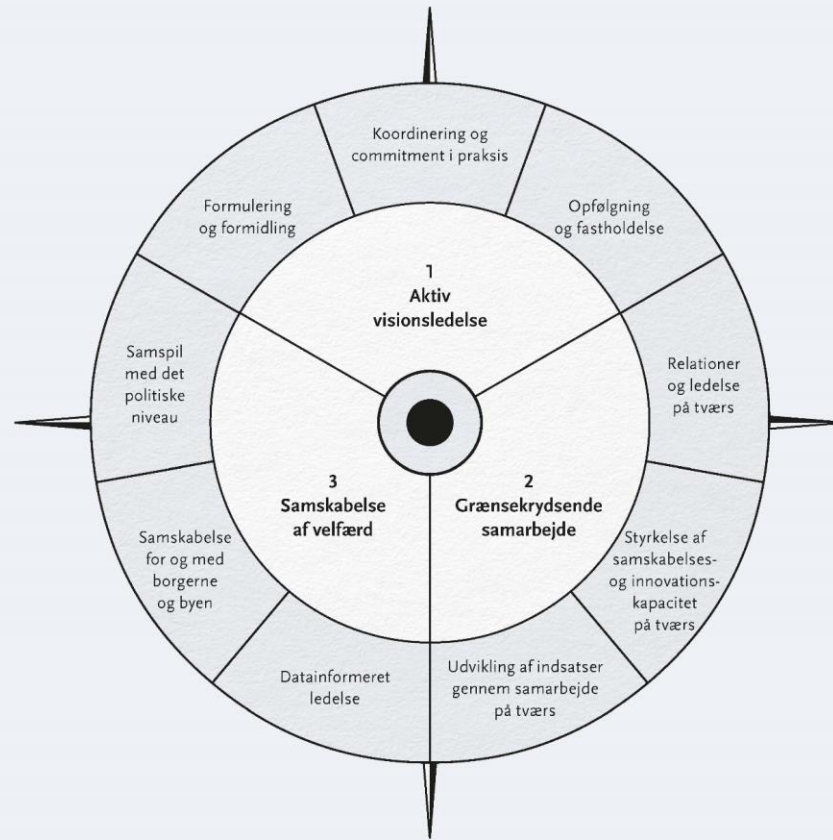 Koordinering og
commitment i praksis
Formulering
og formidling
Opfølgning
og fastholdelse
1
Aktiv
visionsledelse
Samspil
med det
politiske
niveau
Relationer
og ledelse
på tværs
3
Samskabelse
af velfærd
2
Grænsekrydsende
samarbejde
Samskabelse
for og med
borgerne
og byen
Styrkelse af
samskabelses-
og innovations-
kapacitet
på tværs
Datainformeret
ledelse
Udvikling af indsatser
gennem samarbejde
på tværs